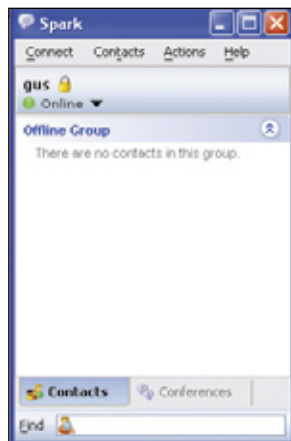 Spark
Connect Contacts Actions Help
gus
Online
Offline Group
There are no contacts in this group.
Contacts Conferences
Find